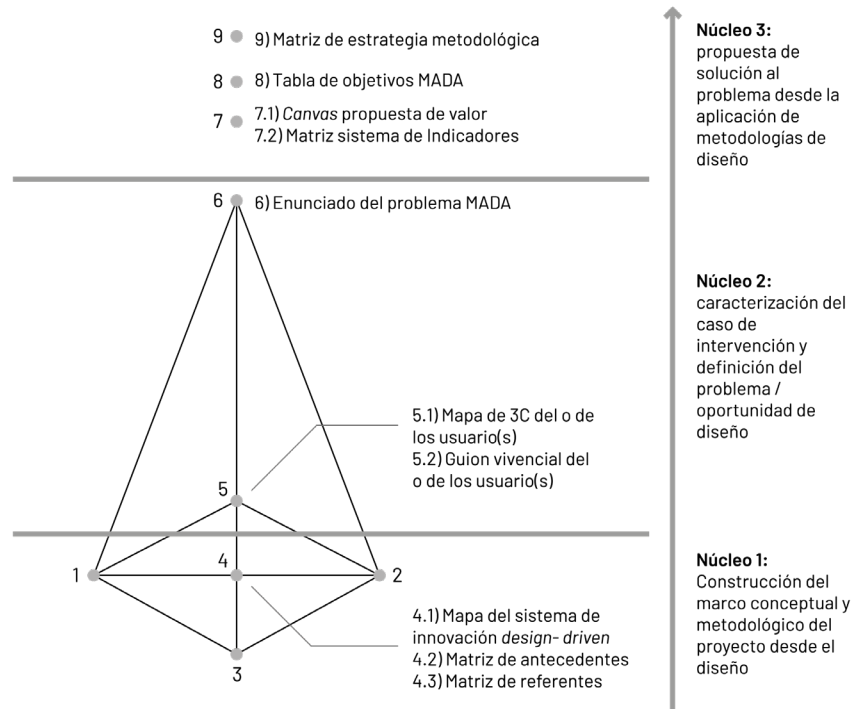 9
9) Matriz de estrategia metodológica
8
8) Tabla de objetivos MADA
7
7.1) Canvas propuesta de valor
7.2) Matriz sistema de Indicadores
Núcleo 3:
propuesta de
solución al
problema desde la
aplicación de
metodologías de
diseño
6
6) Enunciado del problema MADA
Núcleo 2:
caracterización del
caso de
intervención y
definición del
problema /
oportunidad de
diseño
5.1) Mapa de 3C del o de
los usuario(s)
5.2) Guion vivencial del
o de los usuario(s)
5
4
1
2
3
4.1) Mapa del sistema de
innovación design- driven
4.2) Matriz de antecedentes
4.3) Matriz de referentes
Núcleo 1:
Construcción del
marco conceptual y
metodológico del
proyecto desde el
diseño